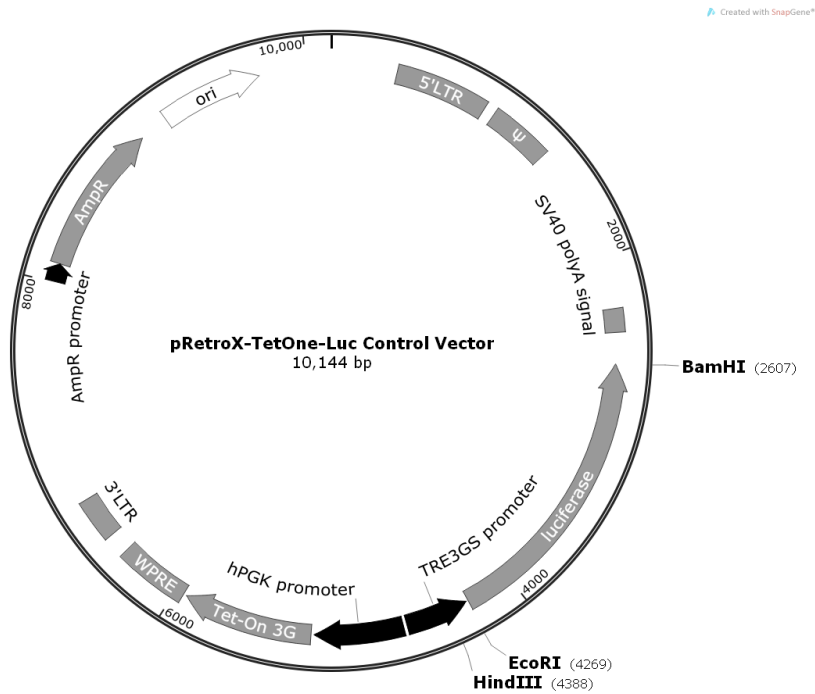 Created with SnapGene®
10,000
ori
5'LTR
Ψ
AmpR
SV40 polyA signal
2000
8000
AmpR promoter
pRetroX-TetOne-Luc Control Vector
10,144 bp
BamHI (2607)
luciferase
3'LTR
TRE3GS promoter
hPGK promoter
WPRE
4000
Tet-On 3G
6000
EcoRI (4269)
HindIII (4388)